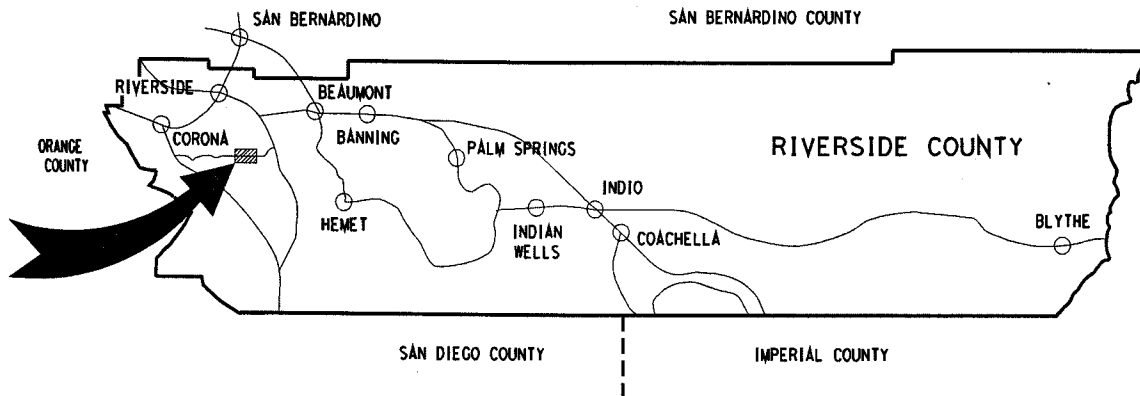 SAN BERNARDINO
SAN BERNARDINO COUNTY
RIVERSIDE
BEAUMONT
CORONA
BANNING
ORANGE
COUNTY
PALM SPRINGS
RIVERSIDE COUNTY
HEMET
INDIO
INDIAN
WELLS
COACHELLA
BLYTHE
SAN DIEGO COUNTY
IMPERIAL COUNTY